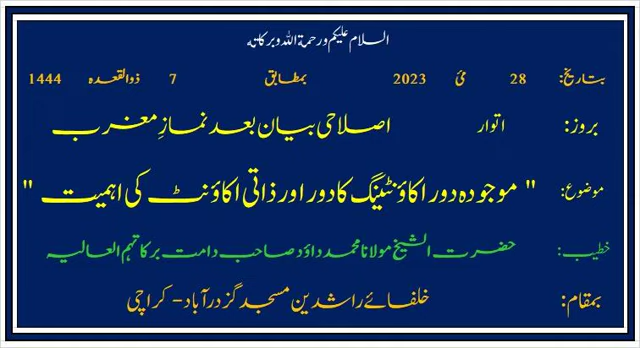 السلام علیکم ورحمۃ اللہ وبرکاتہ
بتاریخ: 28 مئ 2023 بمطابق 7 ذوالقعدہ 1444
بروز: اتوار اصلاحی بیان بعد نمازِ مغرب
موضوع: " موجودہ دور اکاؤنٹینگ کا دور اور ذاتی اکاؤنٹ کی اہمیت "
خطیب: حضرت الشیخ مولانا محمد داؤد صاحب دامت برکاتہم العالیہ
بمقام: خلفائے راشدین مسجد گزدرآباد - کراچی